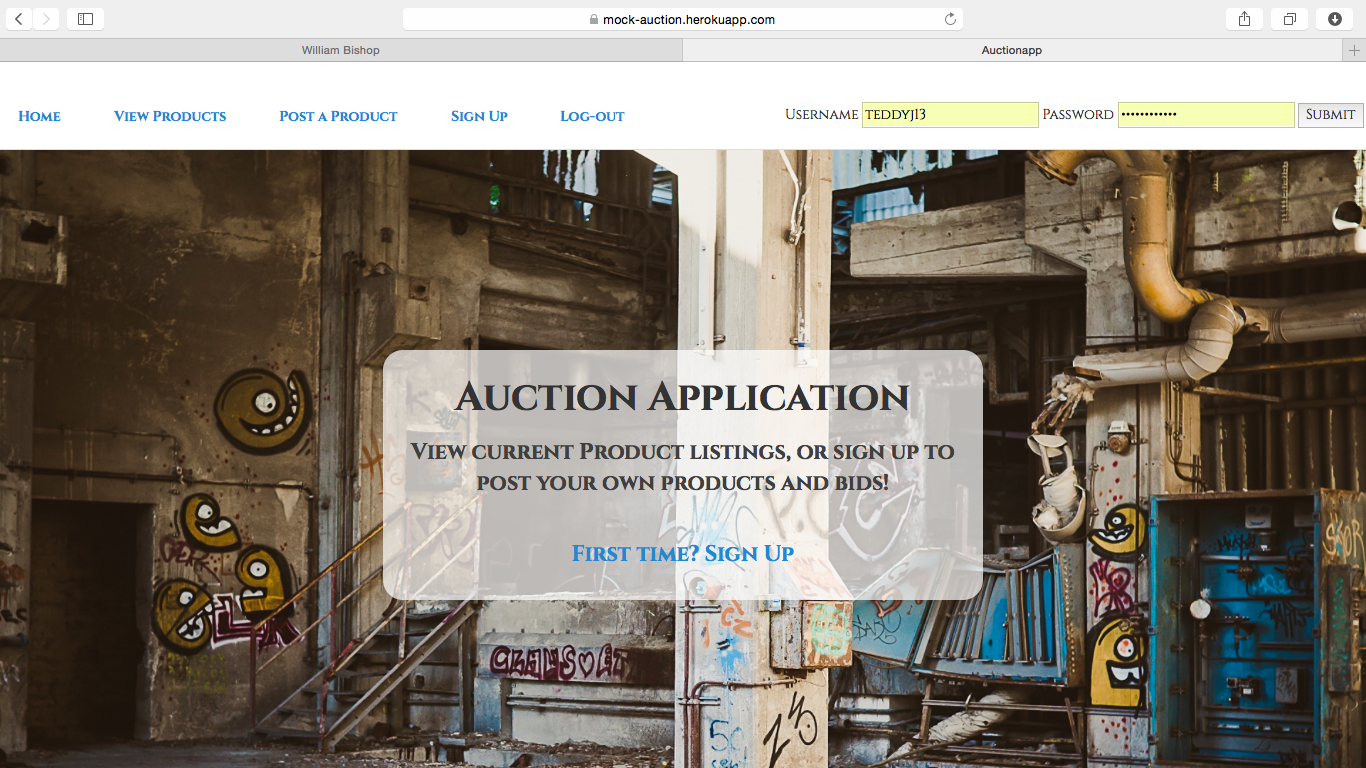 mock-auction.herokuapp.com
William Bishop
Auctionapp
Home View Products Post a Product Sign Up Log-out Username teddyj13 Password •••••••••••• Submit
Auction Application
View current Product listings, or sign up to
post your own products and bids!
First time? Sign Up